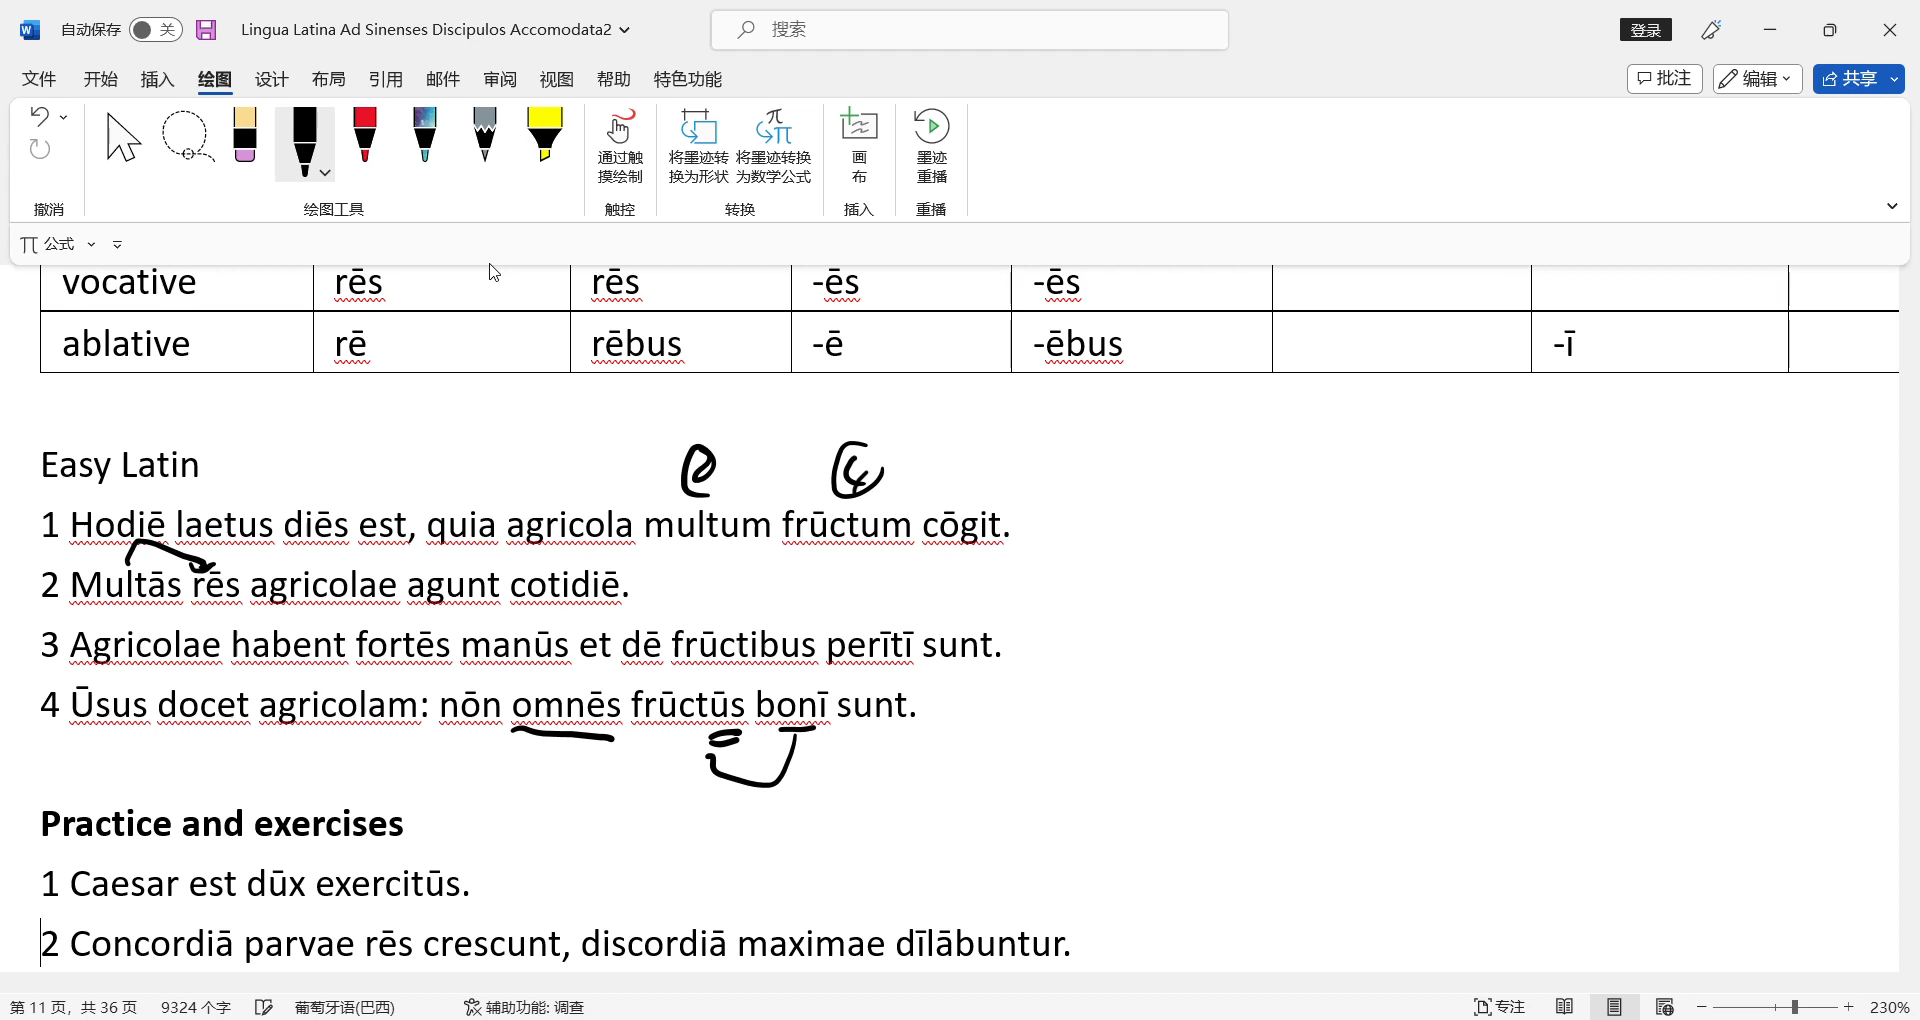 自动保存 关 Lingua Latina Ad Sinenses Discipulos Accomodata2 搜索 登录
文件 开始 插入 绘图 设计 布局 引用 邮件 审阅 视图 帮助 特色功能 批注 编辑 共享
通过触摸绘制 将墨迹转换为形状 将墨迹转换为数学公式 画布 墨迹重播
撤消 绘图工具 触控 转换 插入 重播
公式
vocative rēs rēs -ēs -ēs
ablative rē rēbus -ē -ēbus -ī
Easy Latin
1 Hodiē laetus diēs est, quia agricola multum frūctum cōgit.
2 Multās rēs agricolae agunt cotidiē.
3 Agricolae habent fortēs manūs et dē frūctibus perītī sunt.
4 Ūsus docet agricolam: nōn omnēs frūctūs bonī sunt.
Practice and exercises
1 Caesar est dūx exercitūs.
2 Concordiā parvae rēs crescunt, discordiā maximae dīlābuntur.
第 11 页，共 36 页 9324 个字 葡萄牙语(巴西) 辅助功能: 调查 专注 230%